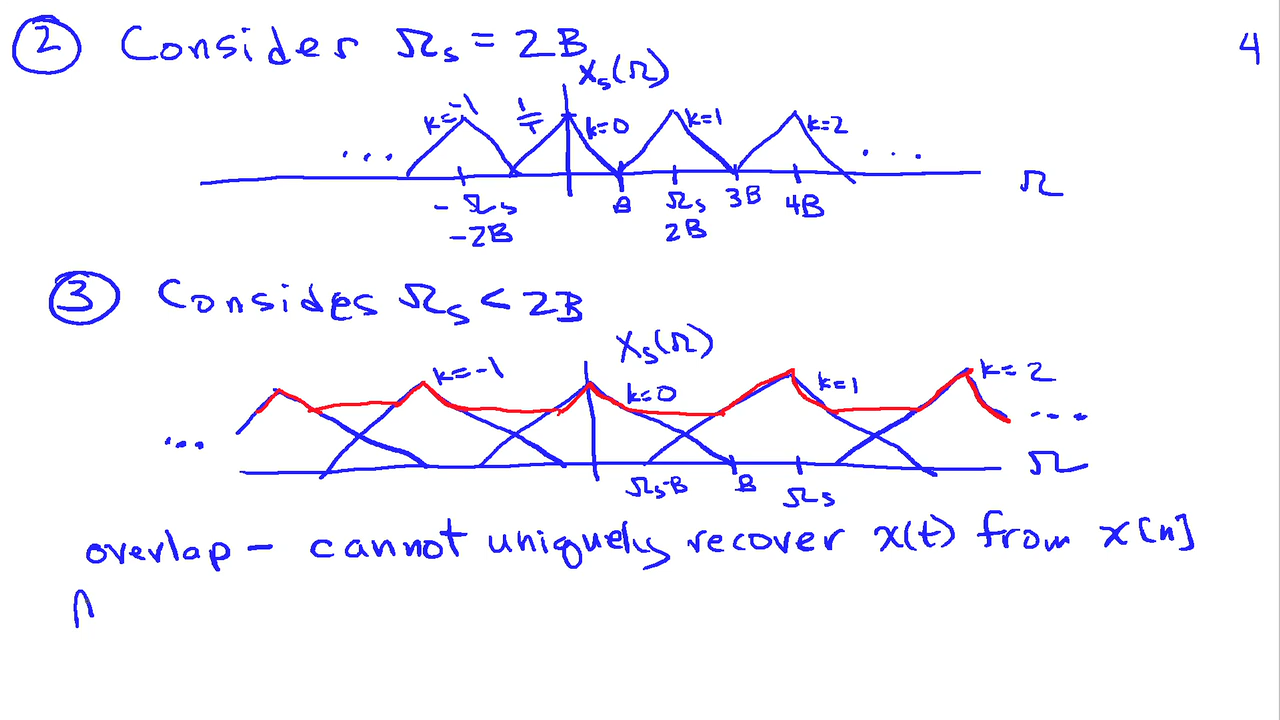 ② Consider Ωs = 2B
4
Xs(Ω)
k=-1 1/T k=0 k=1 k=2
... ...
-Ωs B Ωs 3B 4B Ω
-2B 2B
③ Consides Ωs < 2B
Xs(Ω)
k=-1 k=0 k=1 k=2
... ...
Ωs-B B Ωs Ω
overlap - cannot uniquely recover x(t) from x[n]